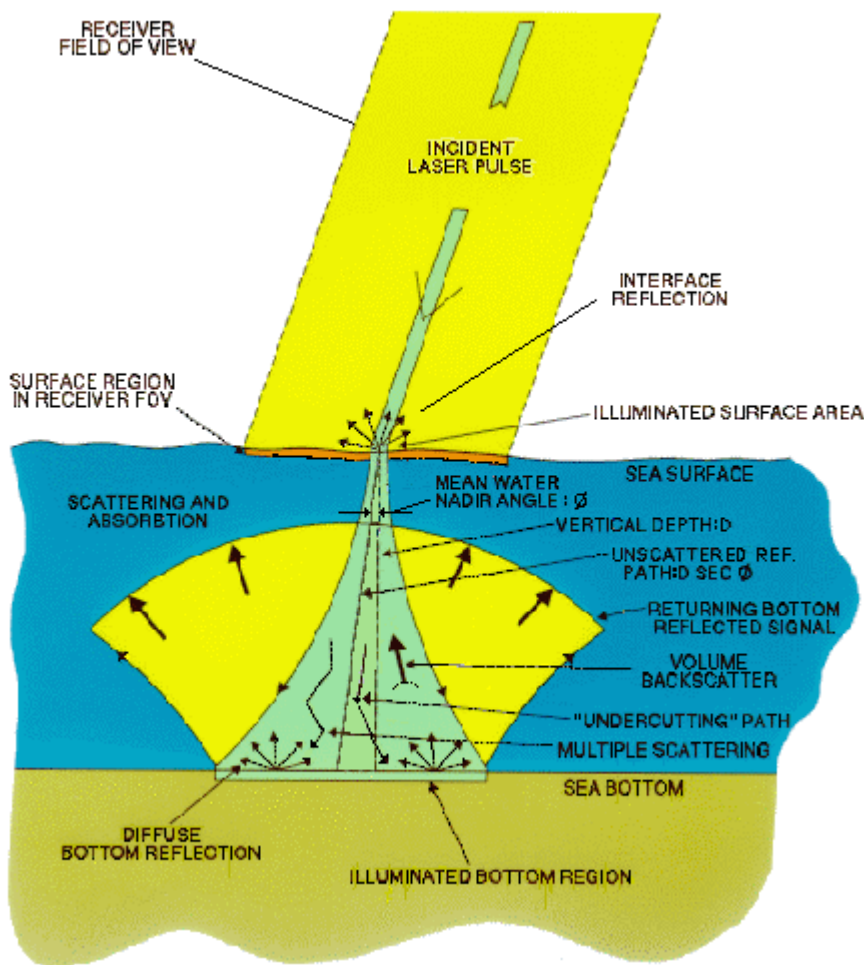 RECEIVER
FIELD OF VIEW
INCIDENT
LASER PULSE
INTERFACE
REFLECTION
SURFACE REGION
IN RECEIVER FOV
ILLUMINATED SURFACE AREA
SEA SURFACE
MEAN WATER
NADIR ANGLE : Ø
SCATTERING AND
ABSORBTION
VERTICAL DEPTH:D
UNSCATTERED REF.
PATH:D SEC Ø
RETURNING BOTTOM
REFLECTED SIGNAL
VOLUME
BACKSCATTER
"UNDERCUTTING" PATH
MULTIPLE SCATTERING
SEA BOTTOM
DIFFUSE
BOTTOM REFLECTION
ILLUMINATED BOTTOM REGION